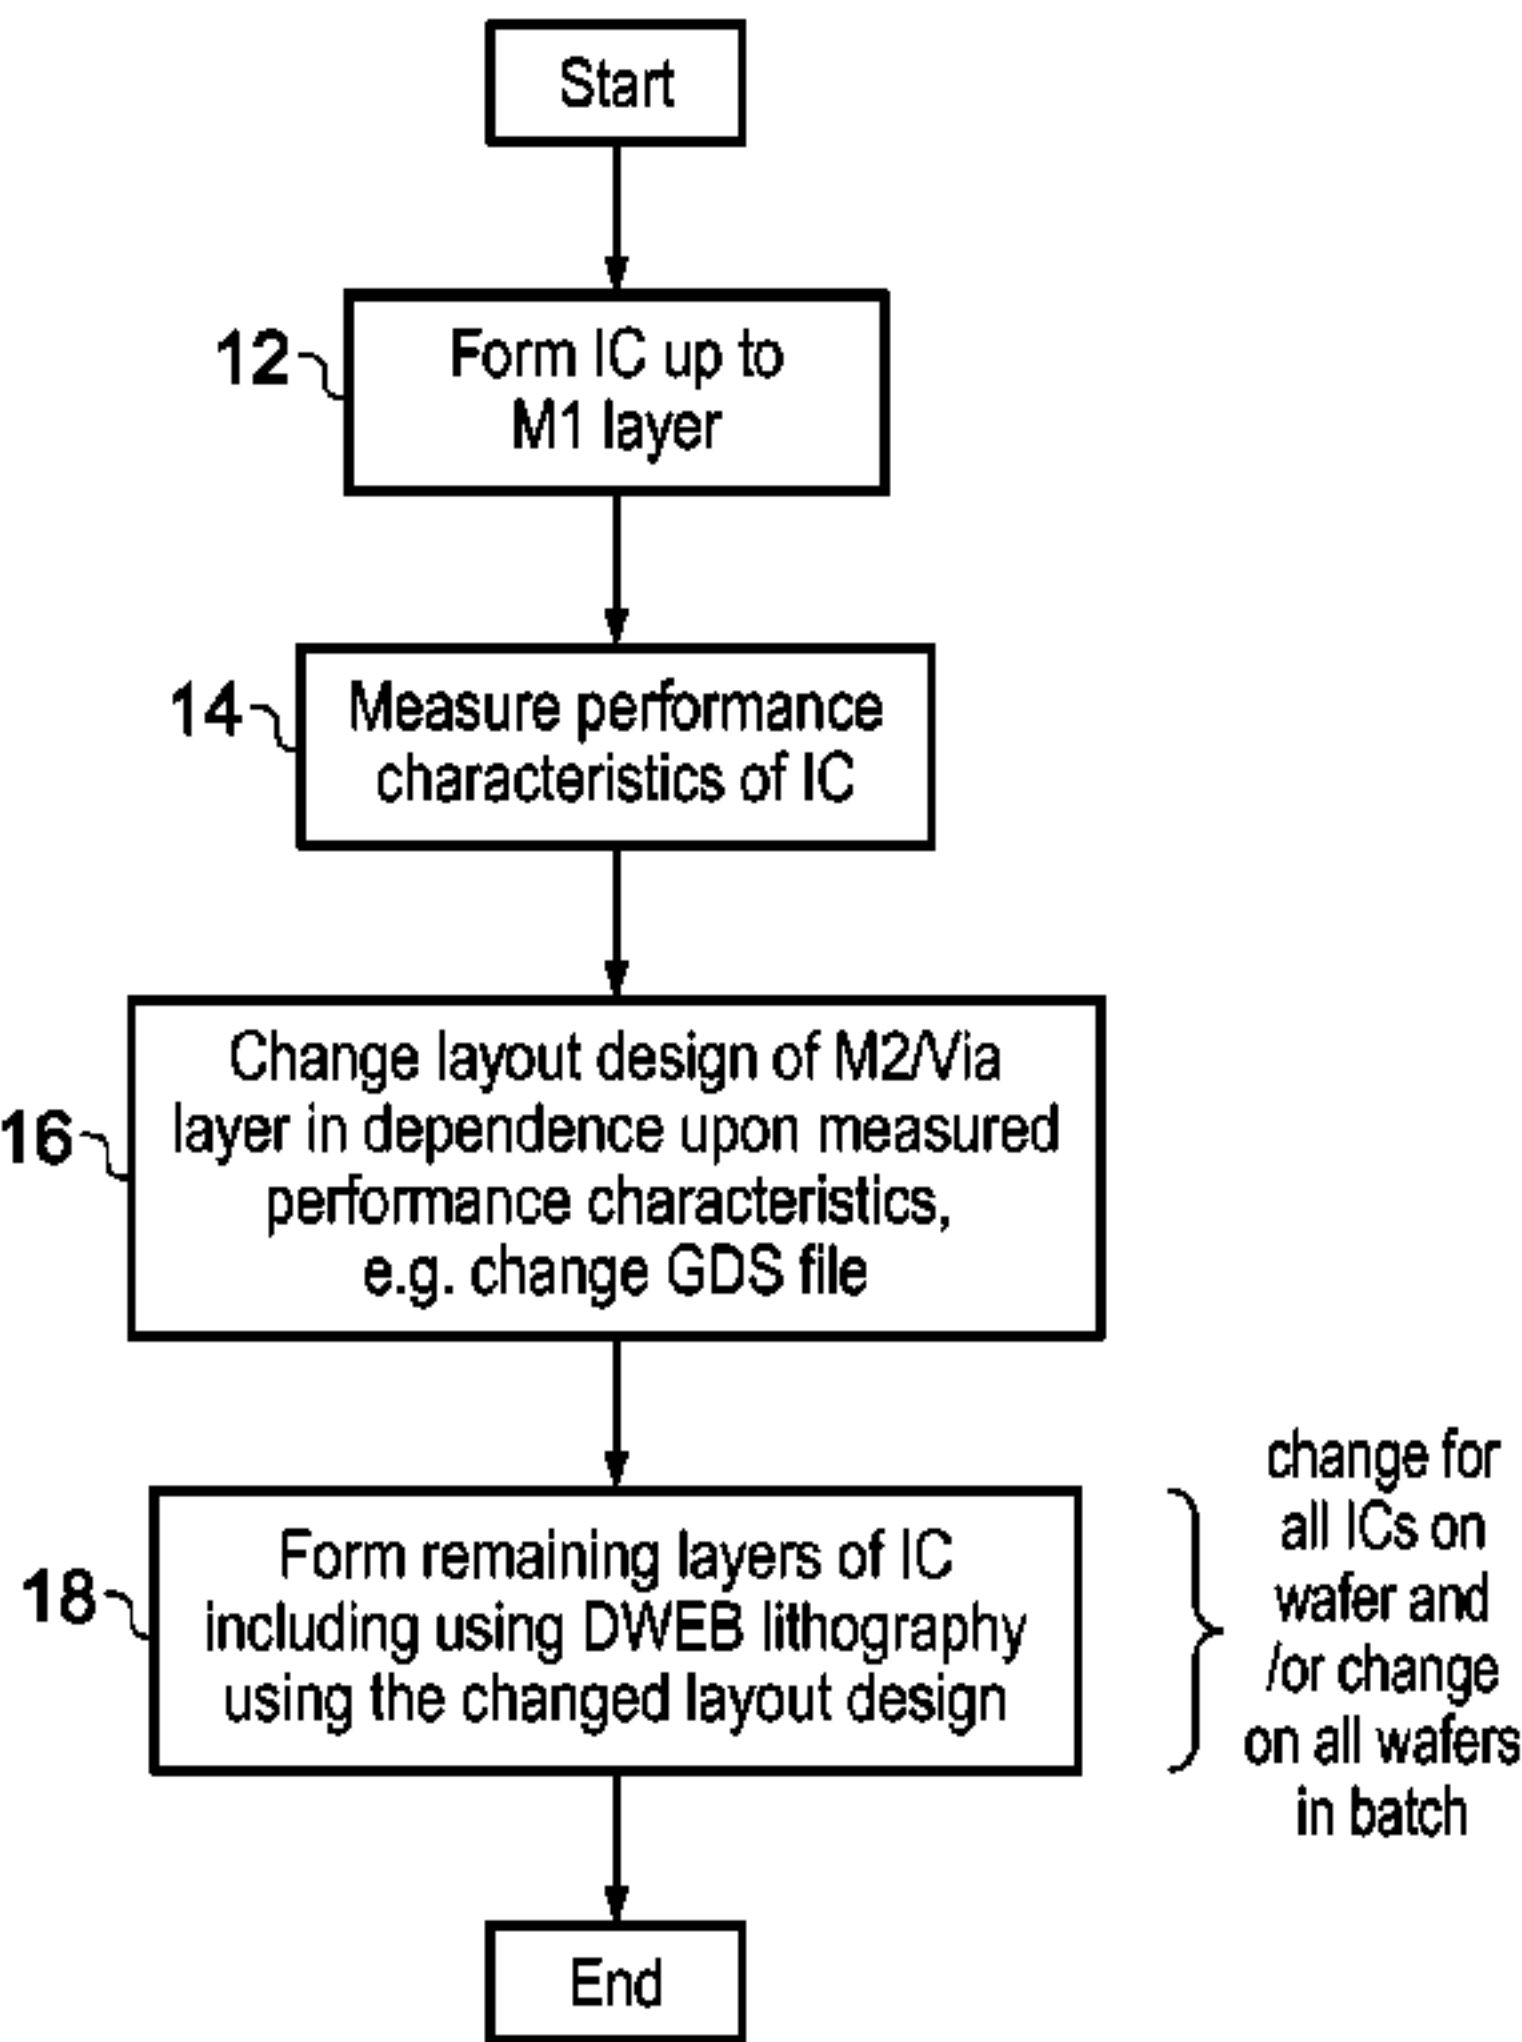 Start
12
Form IC up to
M1 layer
14
Measure performance
characteristics of IC
16
Change layout design of M2/Via
layer in dependence upon measured
performance characteristics,
e.g. change GDS file
18
Form remaining layers of IC
including using DWEB lithography
using the changed layout design
change for
all ICs on
wafer and
/or change
on all wafers
in batch
End